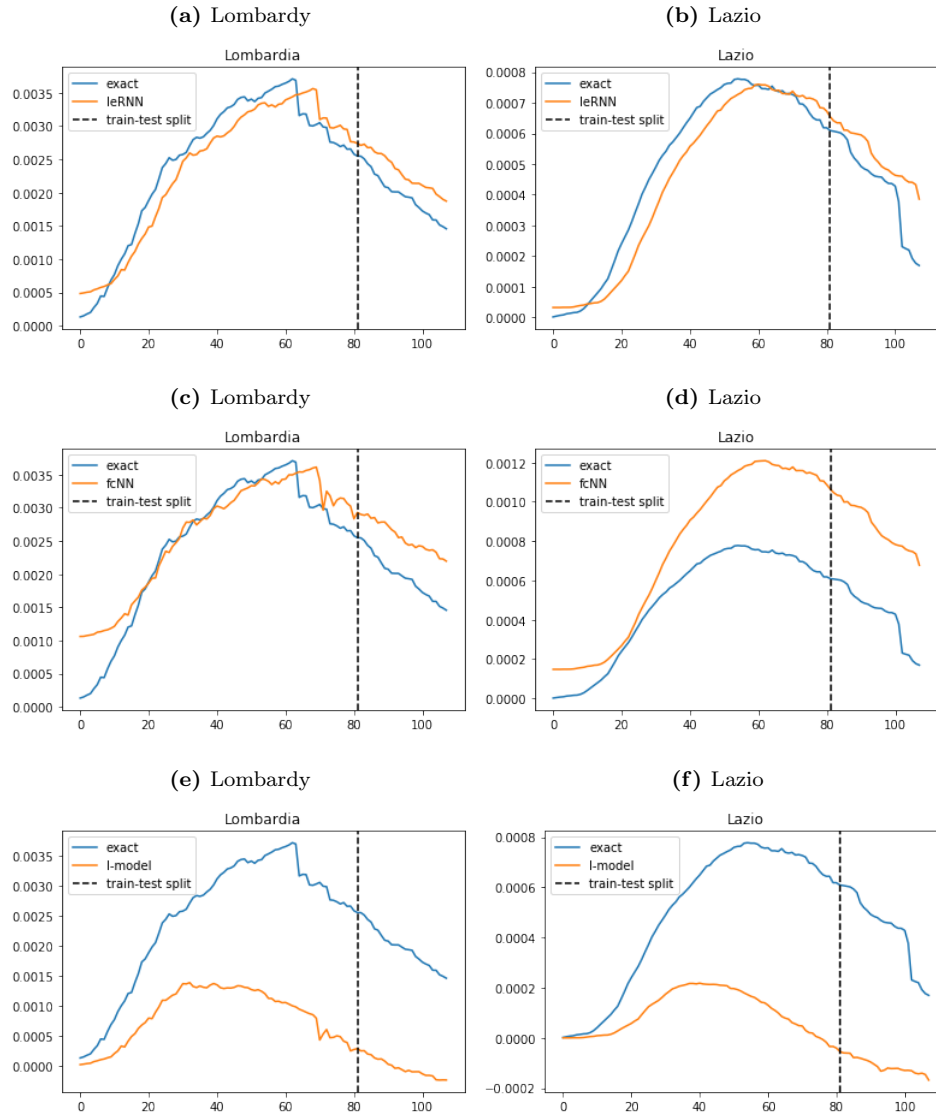 (a) Lombardy
(b) Lazio
Lombardia
exact
leRNN
train-test split
0.0035
0.0030
0.0025
0.0020
0.0015
0.0010
0.0005
0.0000
0 20 40 60 80 100
Lazio
exact
leRNN
train-test split
0.0008
0.0007
0.0006
0.0005
0.0004
0.0003
0.0002
0.0001
0.0000
0 20 40 60 80 100
(c) Lombardy
(d) Lazio
Lombardia
exact
fcNN
train-test split
0.0035
0.0030
0.0025
0.0020
0.0015
0.0010
0.0005
0.0000
0 20 40 60 80 100
Lazio
exact
fcNN
train-test split
0.0012
0.0010
0.0008
0.0006
0.0004
0.0002
0.0000
0 20 40 60 80 100
(e) Lombardy
(f) Lazio
Lombardia
exact
l-model
train-test split
0.0035
0.0030
0.0025
0.0020
0.0015
0.0010
0.0005
0.0000
0 20 40 60 80 100
Lazio
exact
l-model
train-test split
0.0008
0.0006
0.0004
0.0002
0.0000
−0.0002
0 20 40 60 80 100